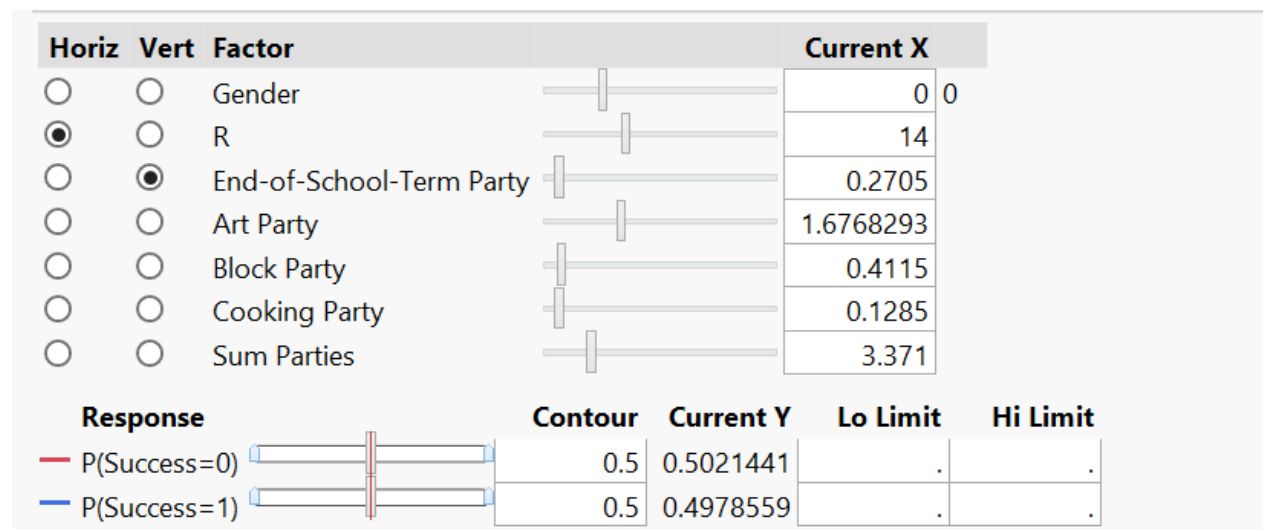 Horiz Vert Factor Current X
Gender 0 0
R 14
End-of-School-Term Party 0.2705
Art Party 1.6768293
Block Party 0.4115
Cooking Party 0.1285
Sum Parties 3.371
Response Contour Current Y Lo Limit Hi Limit
P(Success=0) 0.5 0.5021441 . .
P(Success=1) 0.5 0.4978559 . .